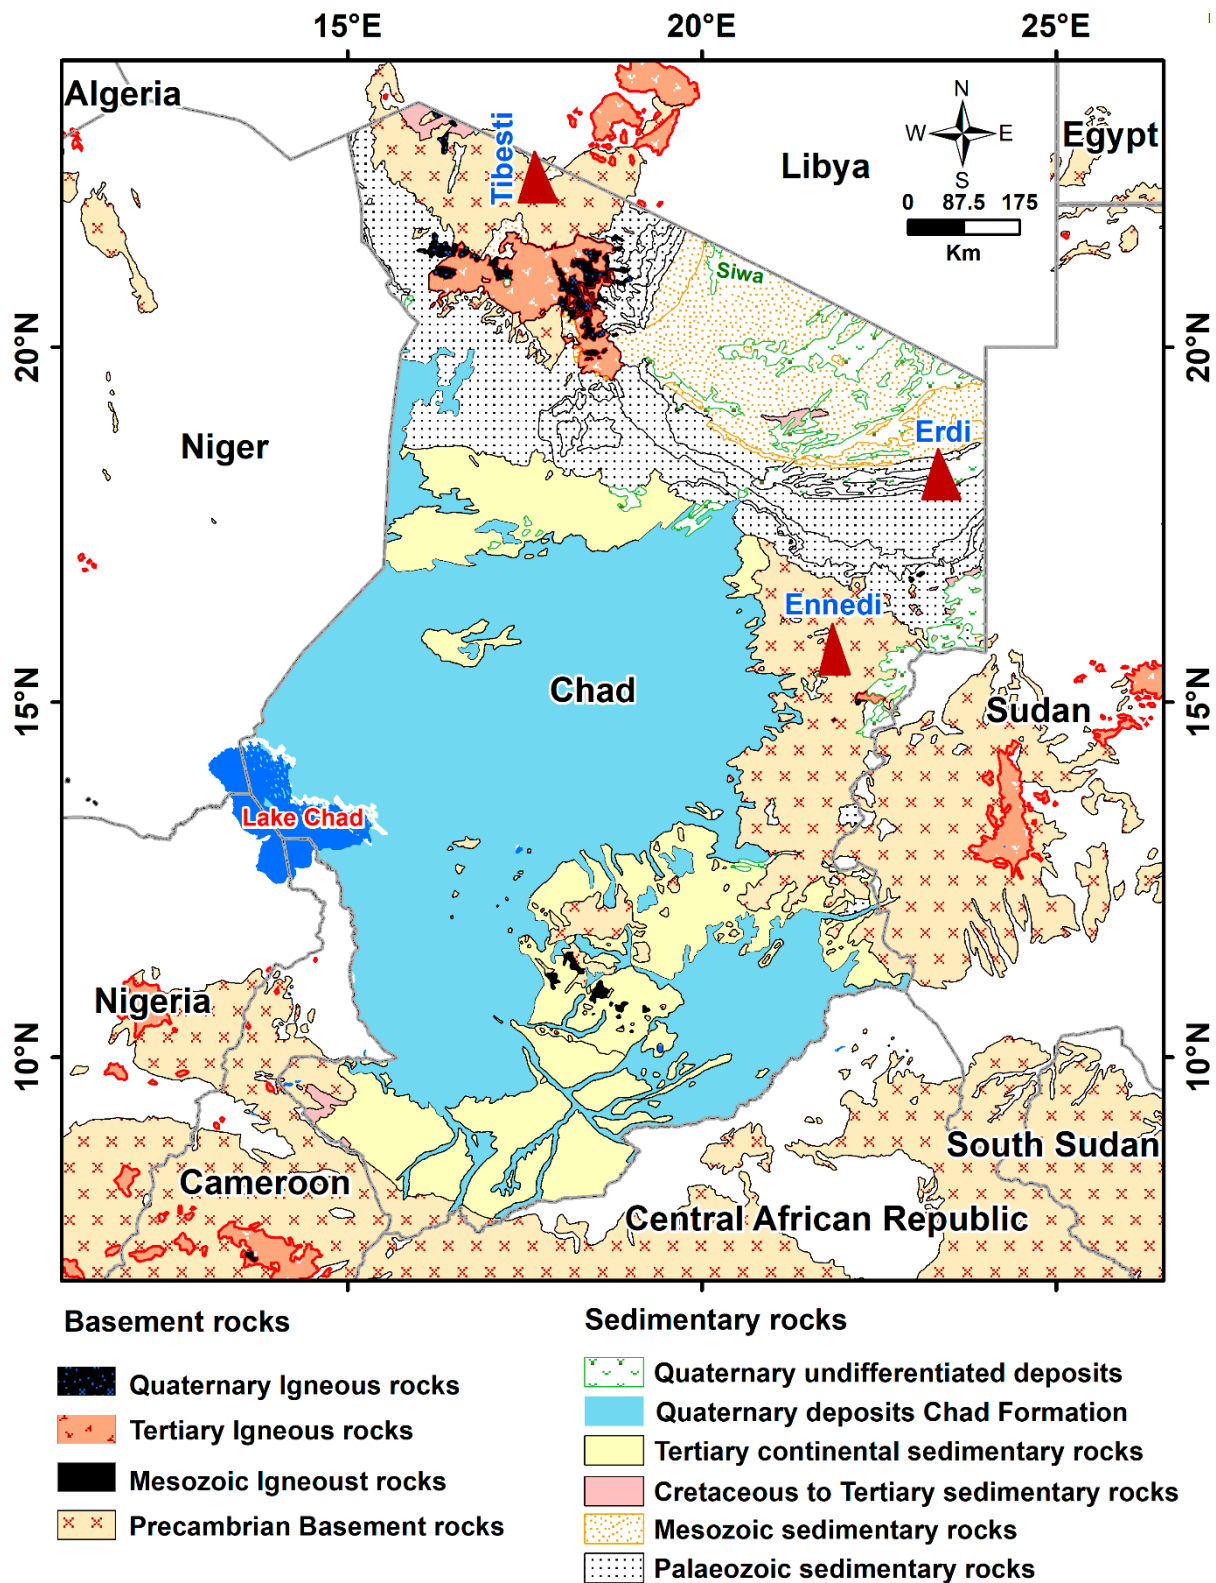 15°E 20°E 25°E
Algeria
N
W E
S
Egypt
Libya
Tibesti
0 87.5 175
Km
Siwa
20°N 20°N
Niger
Erdi
Ennedi
Chad
15°N 15°N
Sudan
Lake Chad
Nigeria
10°N 10°N
South Sudan
Cameroon
Central African Republic
Basement rocks
Quaternary Igneous rocks
Tertiary Igneous rocks
Mesozoic Igneoust rocks
Precambrian Basement rocks
Sedimentary rocks
Quaternary undifferentiated deposits
Quaternary deposits Chad Formation
Tertiary continental sedimentary rocks
Cretaceous to Tertiary sedimentary rocks
Mesozoic sedimentary rocks
Palaeozoic sedimentary rocks